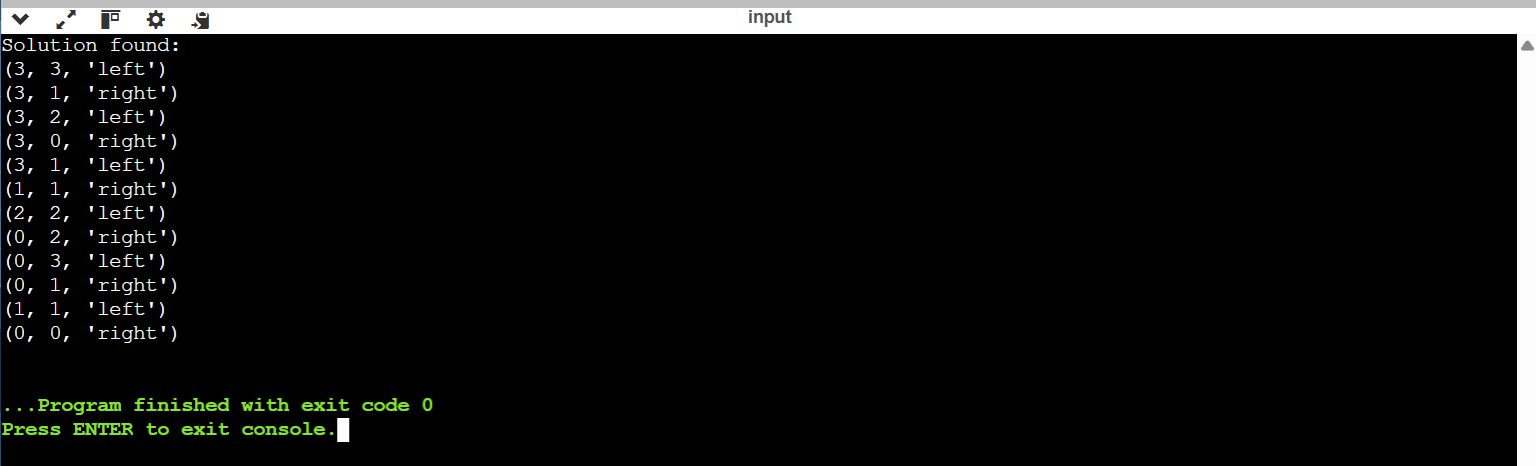 input
Solution found:
(3, 3, 'left')
(3, 1, 'right')
(3, 2, 'left')
(3, 0, 'right')
(3, 1, 'left')
(1, 1, 'right')
(2, 2, 'left')
(0, 2, 'right')
(0, 3, 'left')
(0, 1, 'right')
(1, 1, 'left')
(0, 0, 'right')
...Program finished with exit code 0
Press ENTER to exit console.